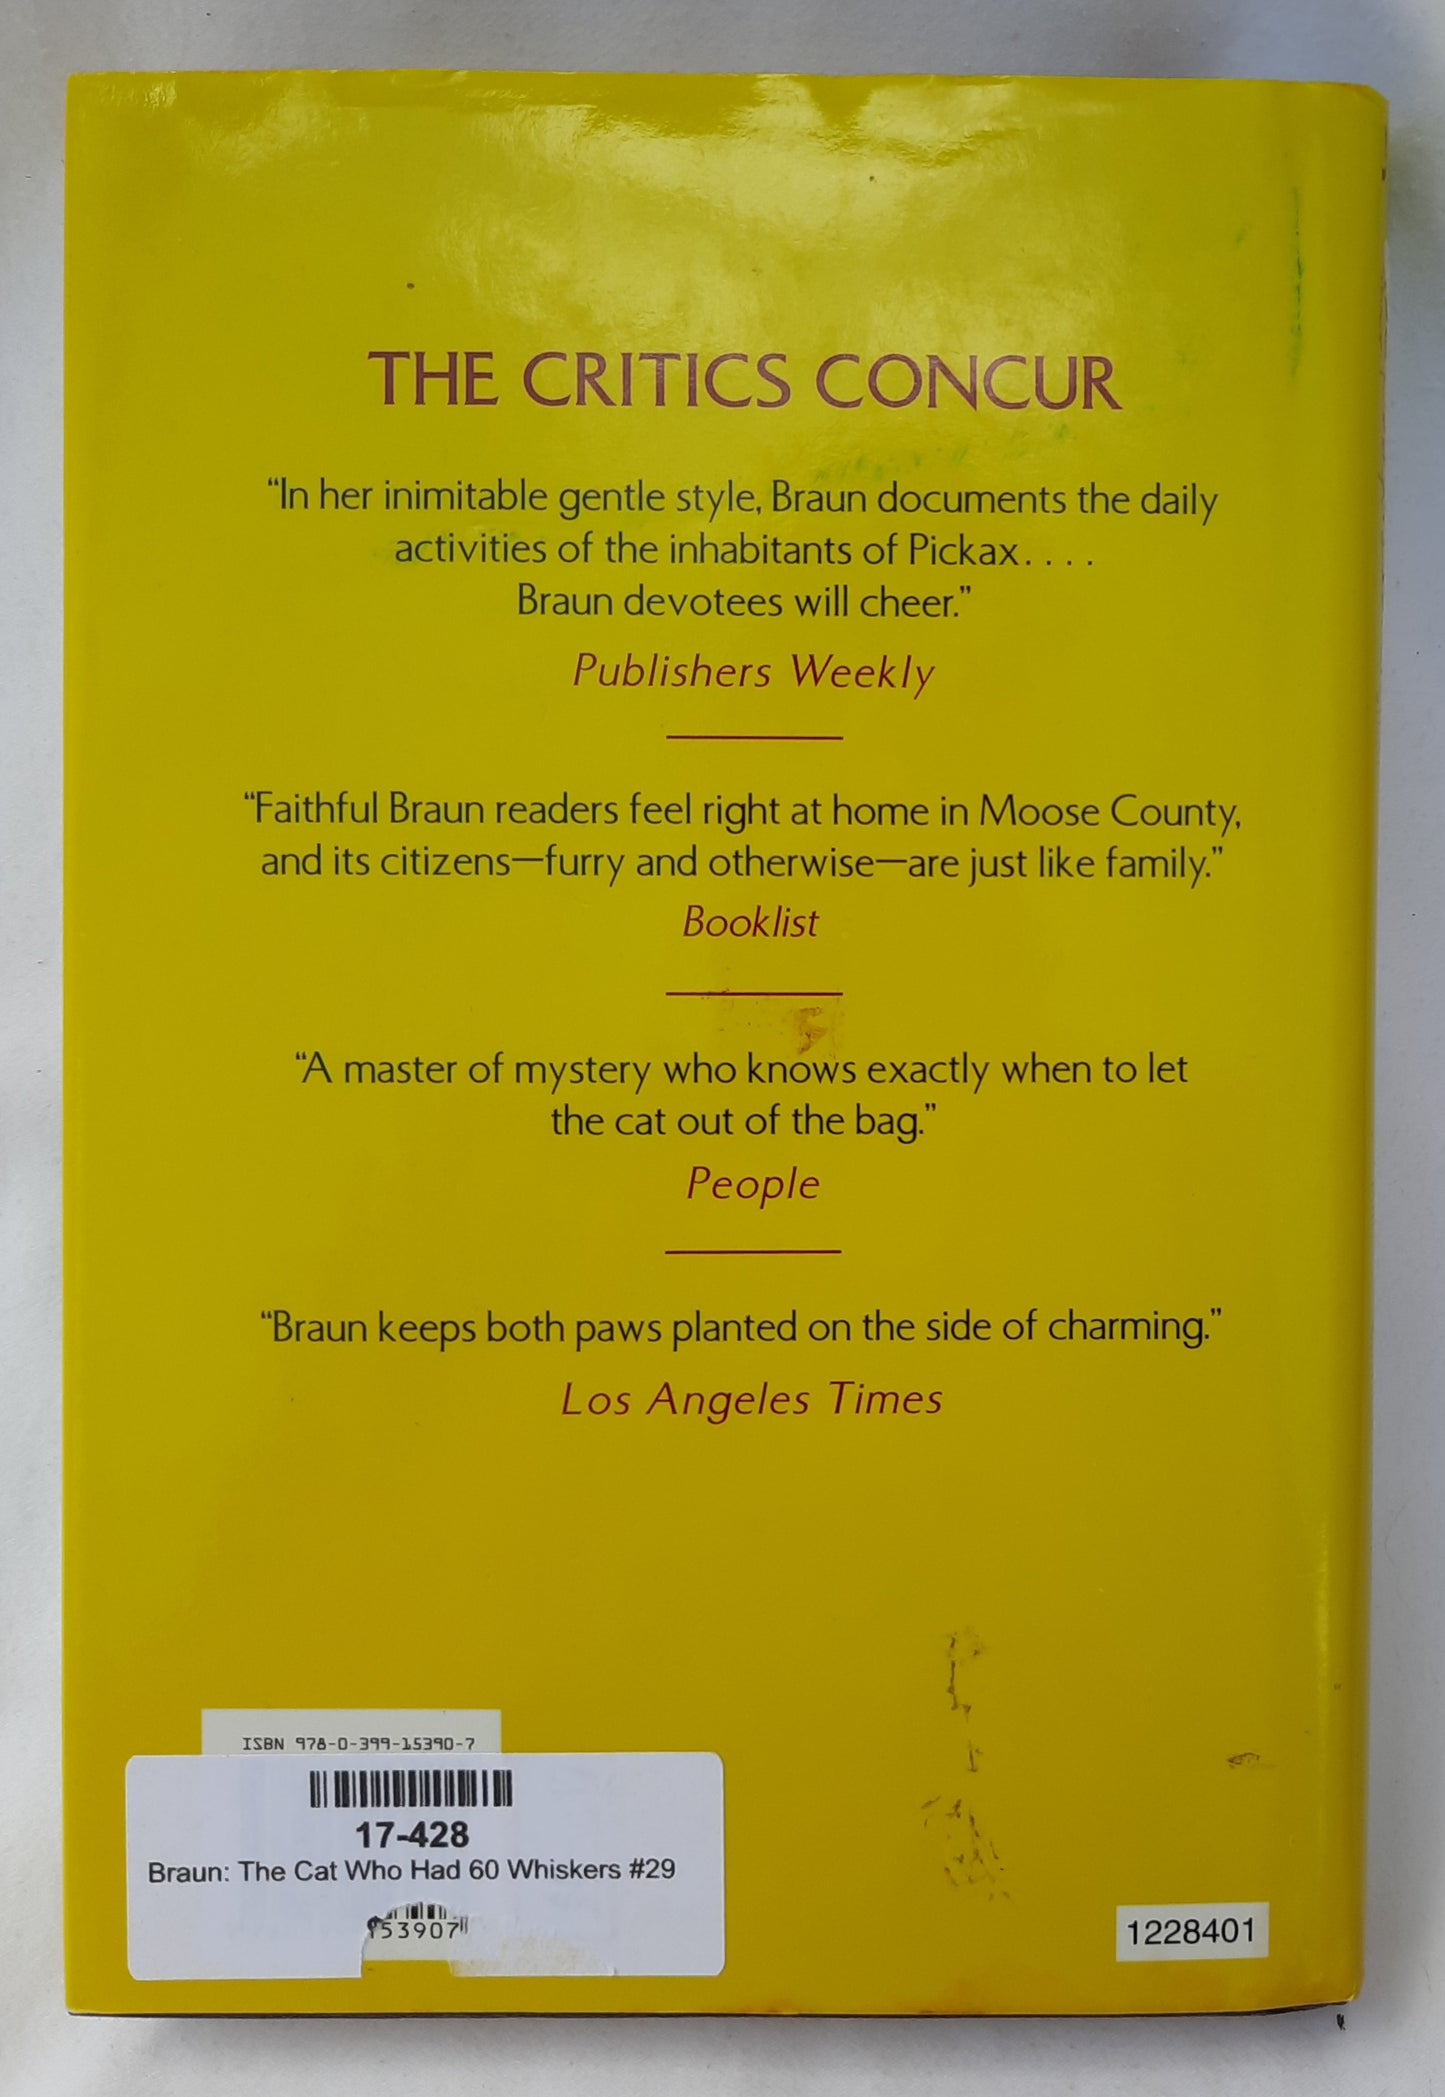 THE CRITICS CONCUR
“In her inimitable gentle style, Braun documents the daily
activities of the inhabitants of Pickax. . . .
Braun devotees will cheer.”
Publishers Weekly
“Faithful Braun readers feel right at home in Moose County,
and its citizens—furry and otherwise—are just like family.”
Booklist
“A master of mystery who knows exactly when to let
the cat out of the bag.”
People
“Braun keeps both paws planted on the side of charming.”
Los Angeles Times
ISBN 978-0-399-15390-7
17-428
Braun: The Cat Who Had 60 Whiskers #29
53907
1228401